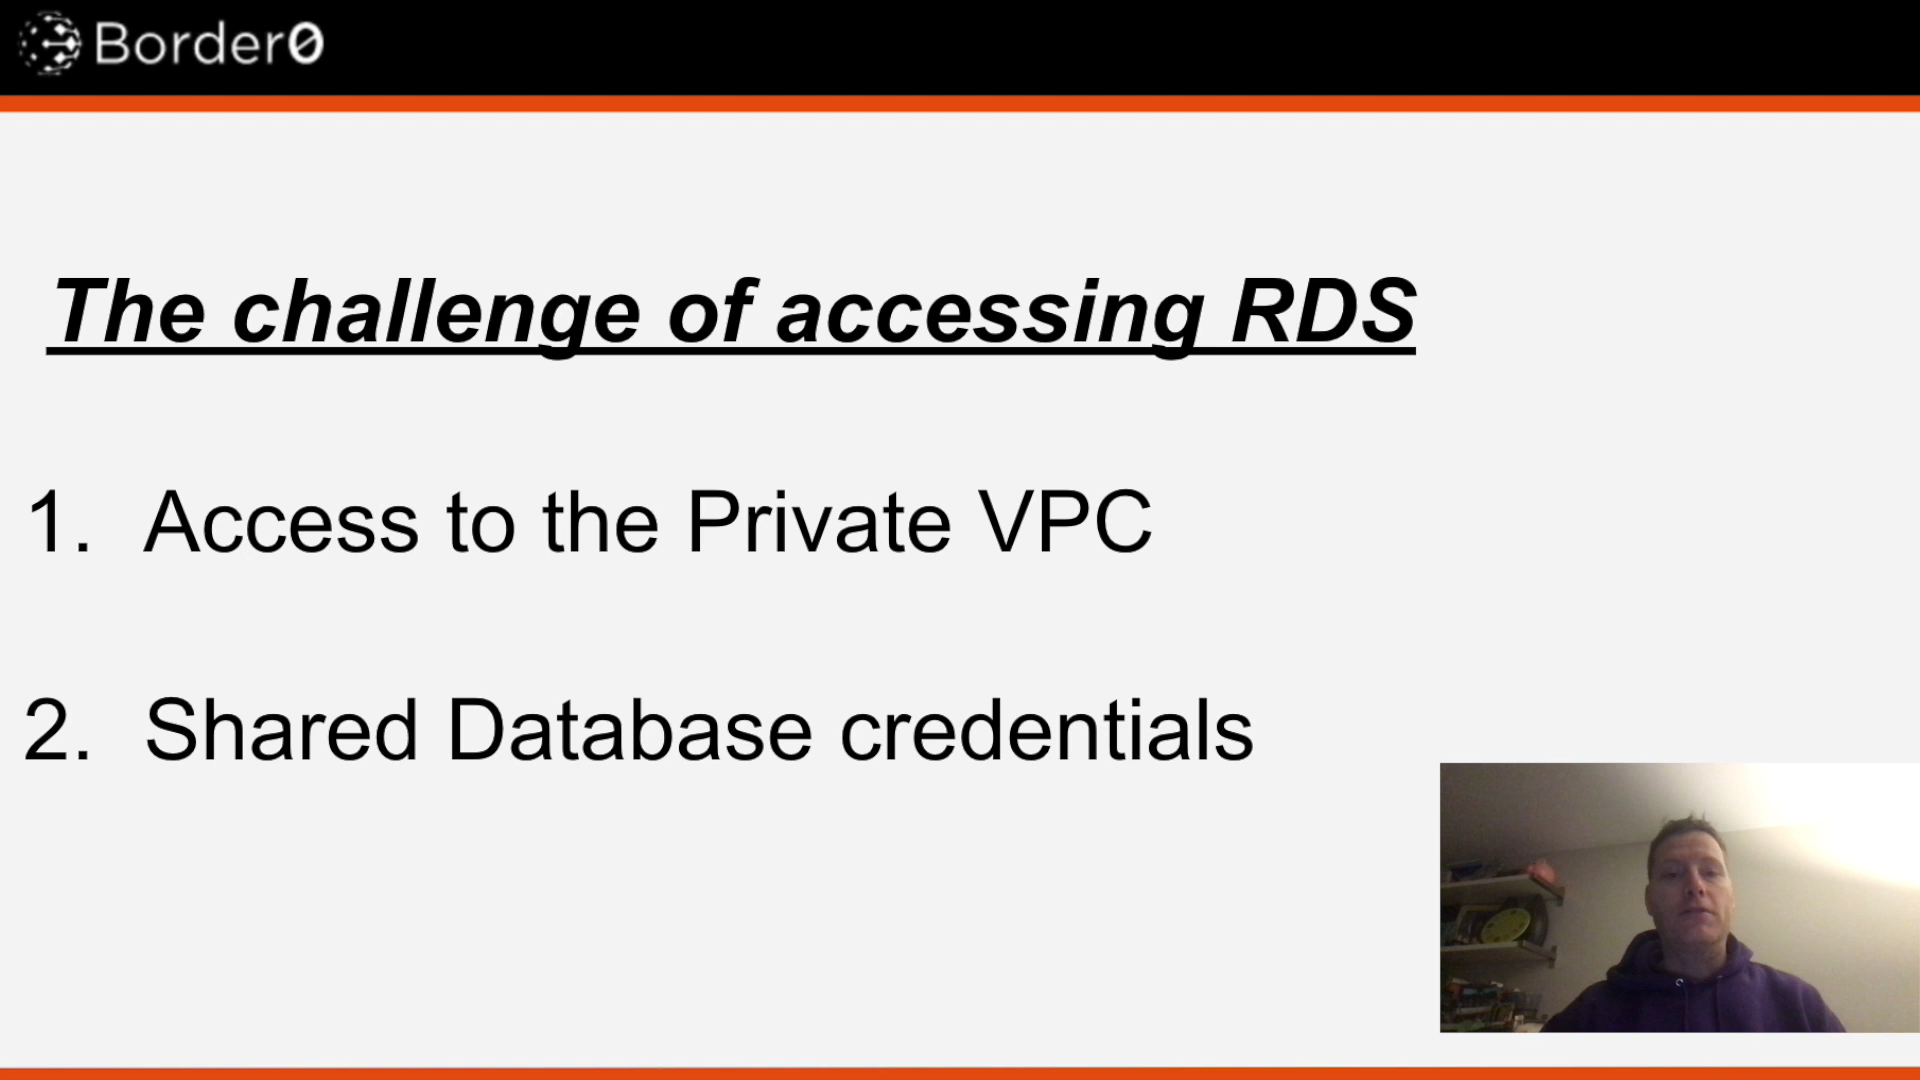 Border0
The challenge of accessing RDS
1. Access to the Private VPC
2. Shared Database credentials